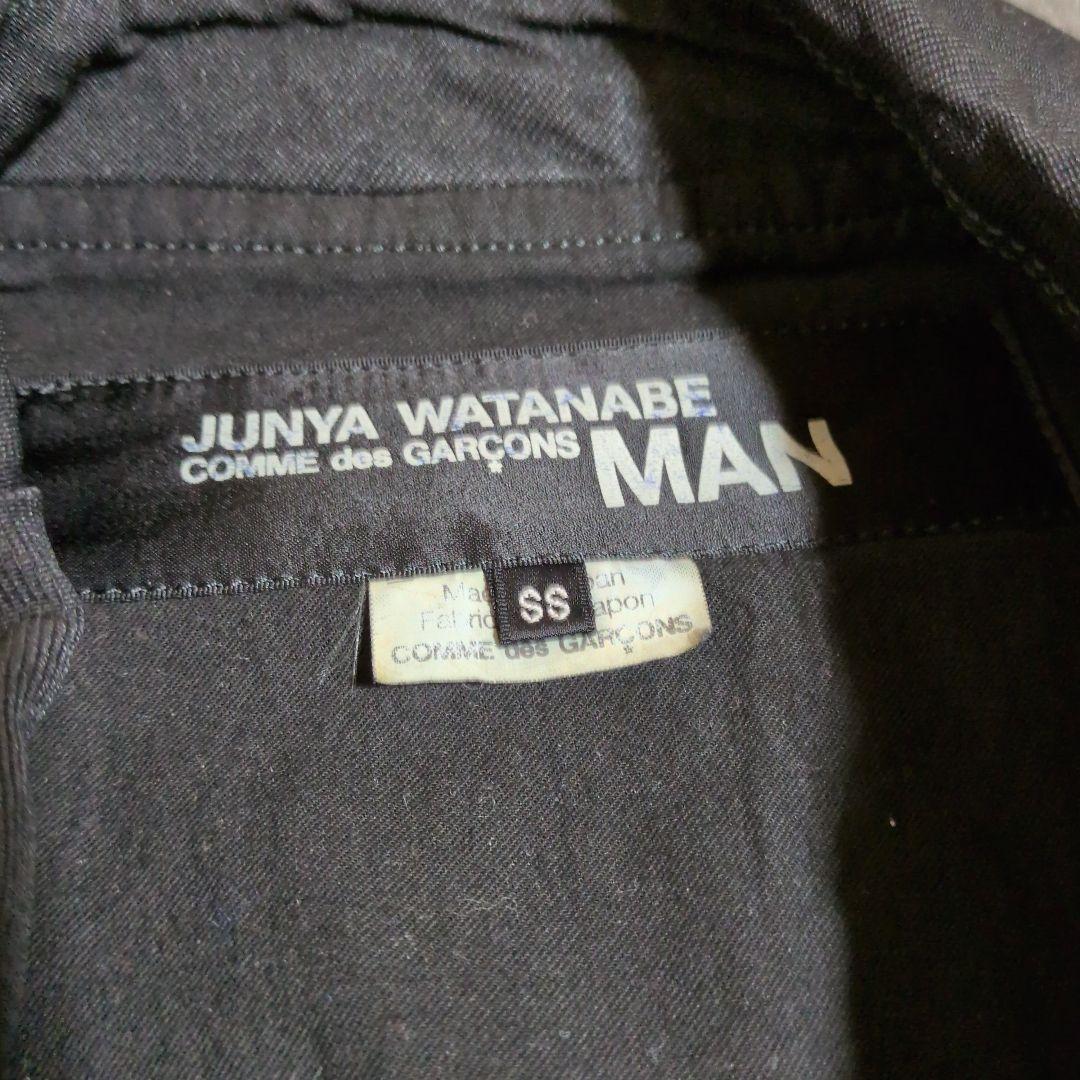 JUNYA WATANABE
COMME des GARÇONS MAN
SS
COMME des GARÇONS